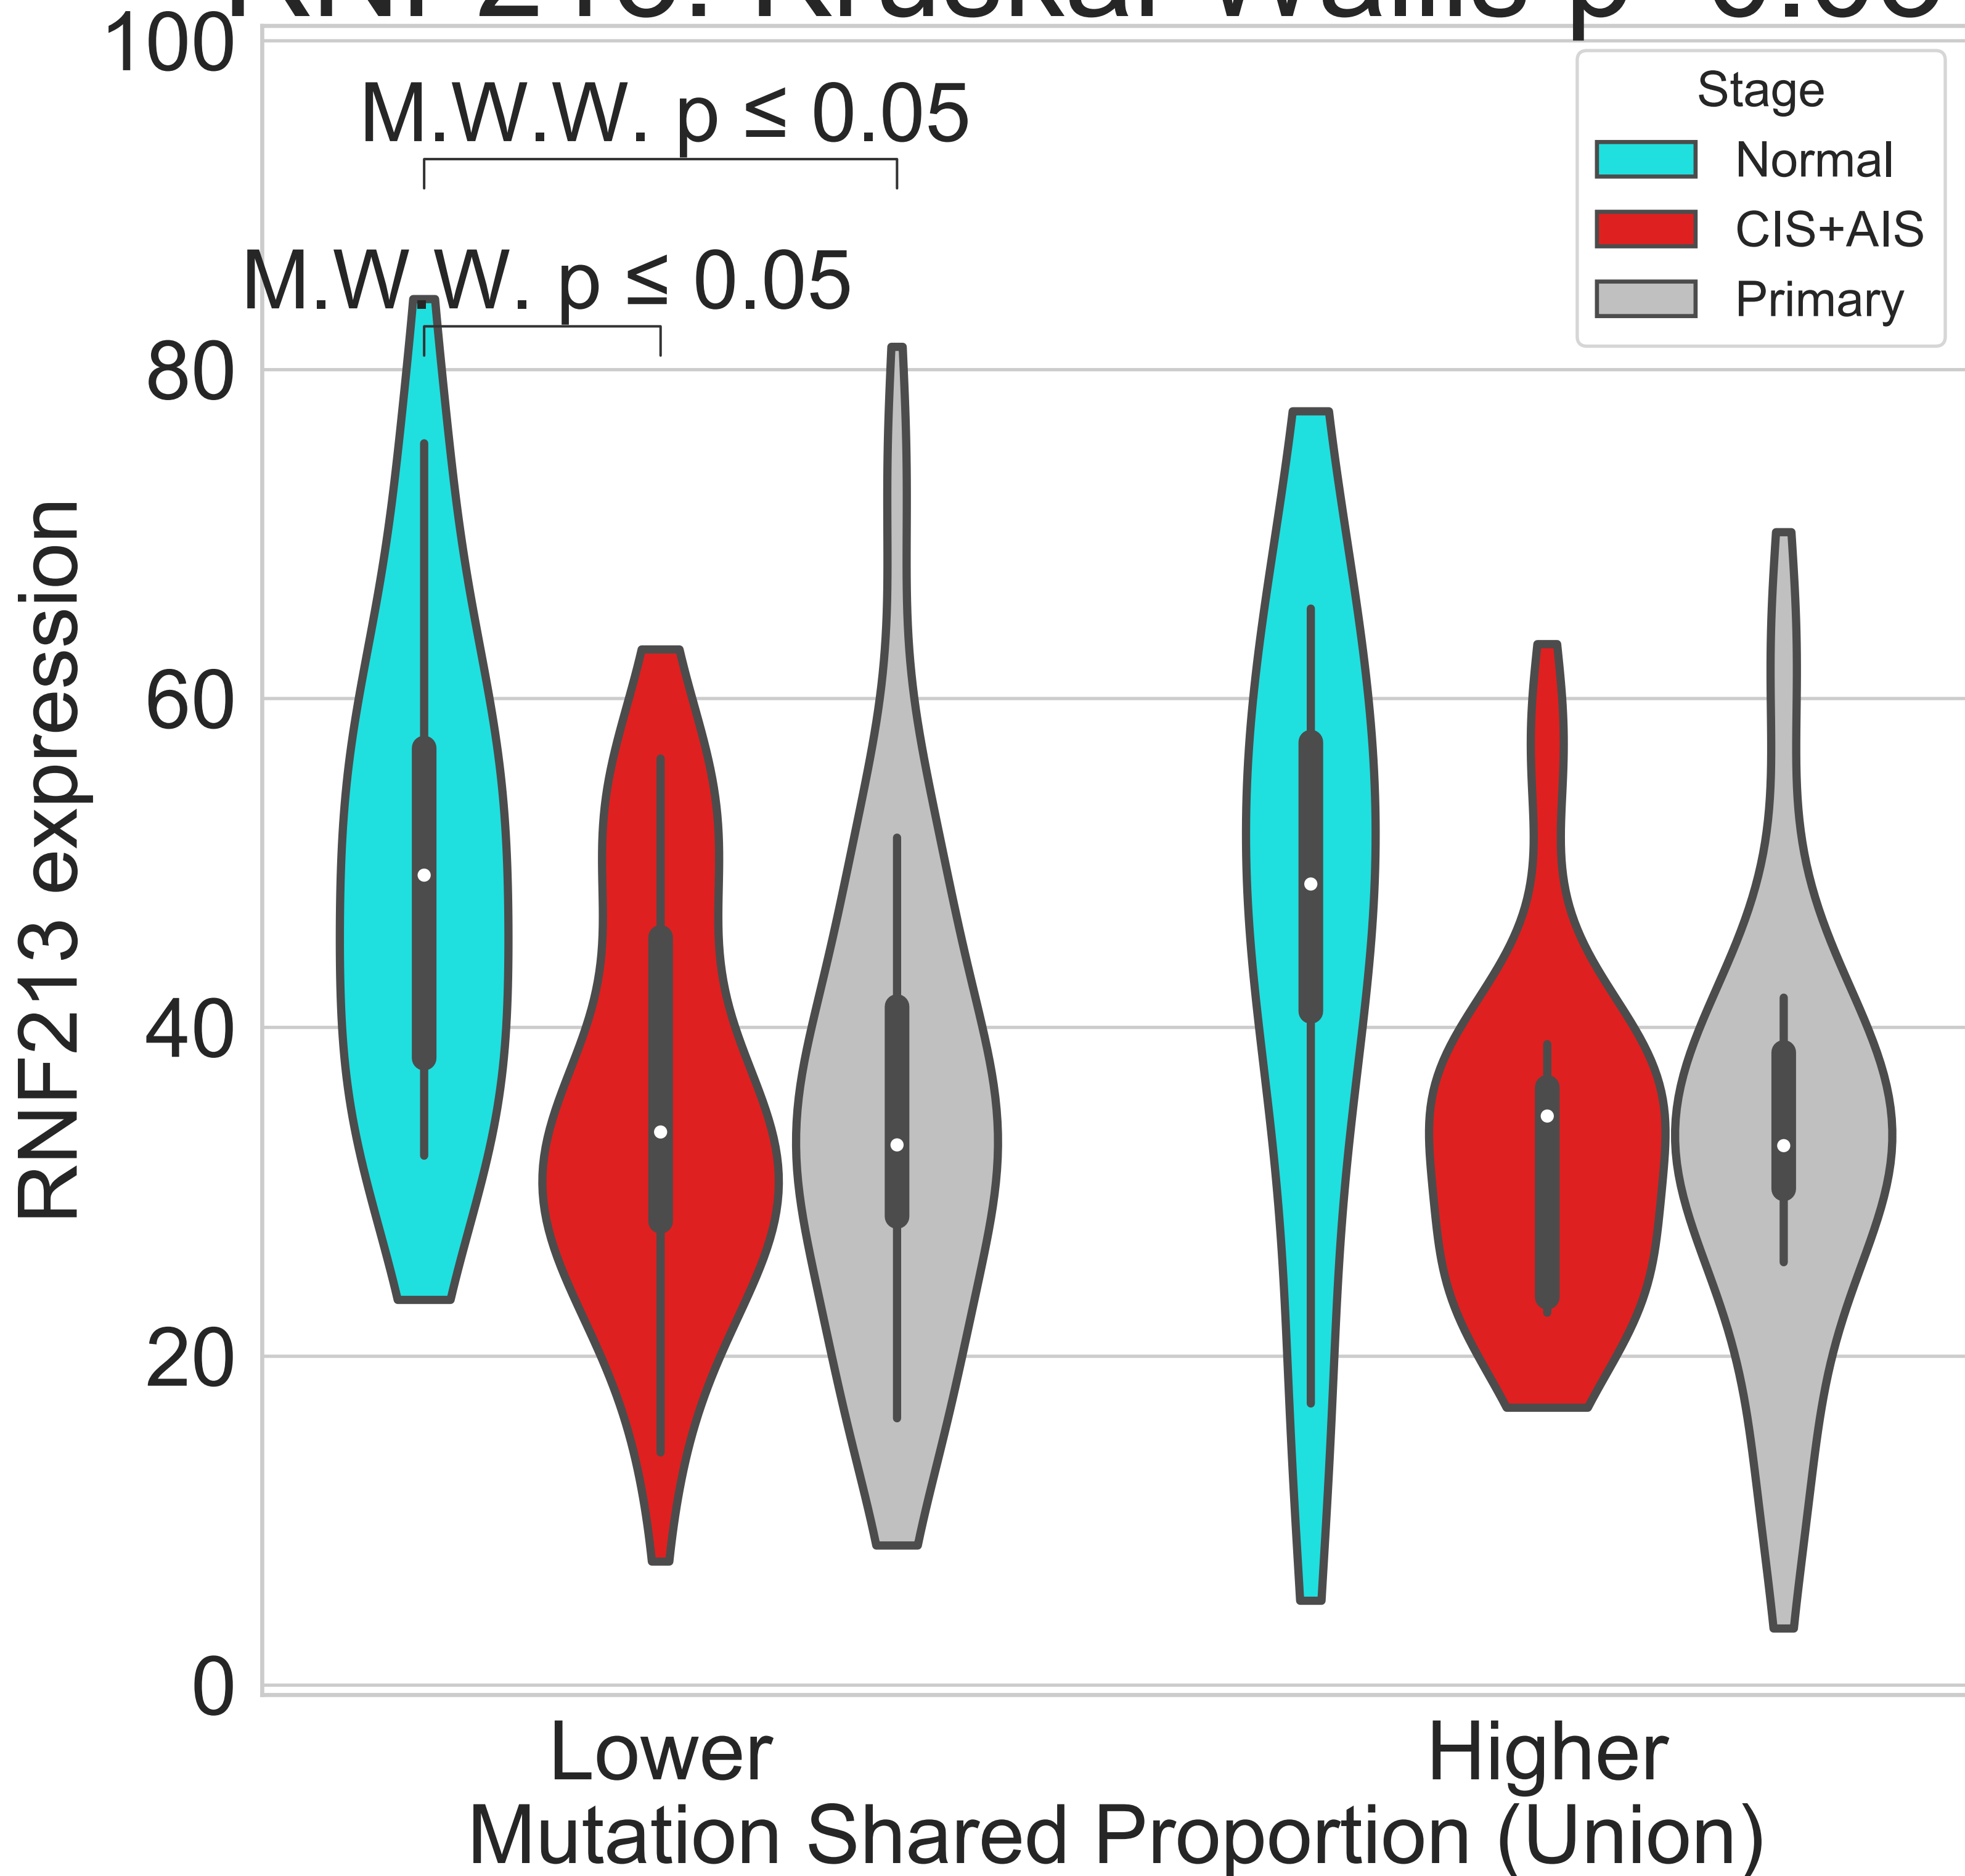 100
M.W.W. p ≤ 0.05
M.W.W. p ≤ 0.05
80
60
40
20
0
RNF213 expression
Stage
Normal
CIS+AIS
Primary
Lower
Higher
Mutation Shared Proportion (Union)